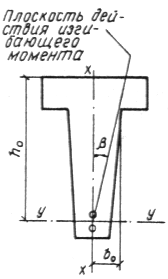 Плоскость дей-
ствия изги-
бающего
момента
x
h₀
β
y
y
x
b₀